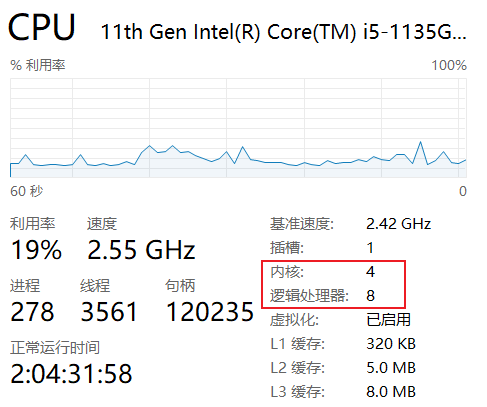 CPU 11th Gen Intel(R) Core(TM) i5-1135G...
% 利用率 100%
60 秒 0
利用率 速度 基准速度: 2.42 GHz
19% 2.55 GHz 插槽: 1
内核: 4
进程 线程 句柄 逻辑处理器: 8
278 3561 120235 虚拟化: 已启用
正常运行时间 L1 缓存: 320 KB
2:04:31:58 L2 缓存: 5.0 MB
L3 缓存: 8.0 MB